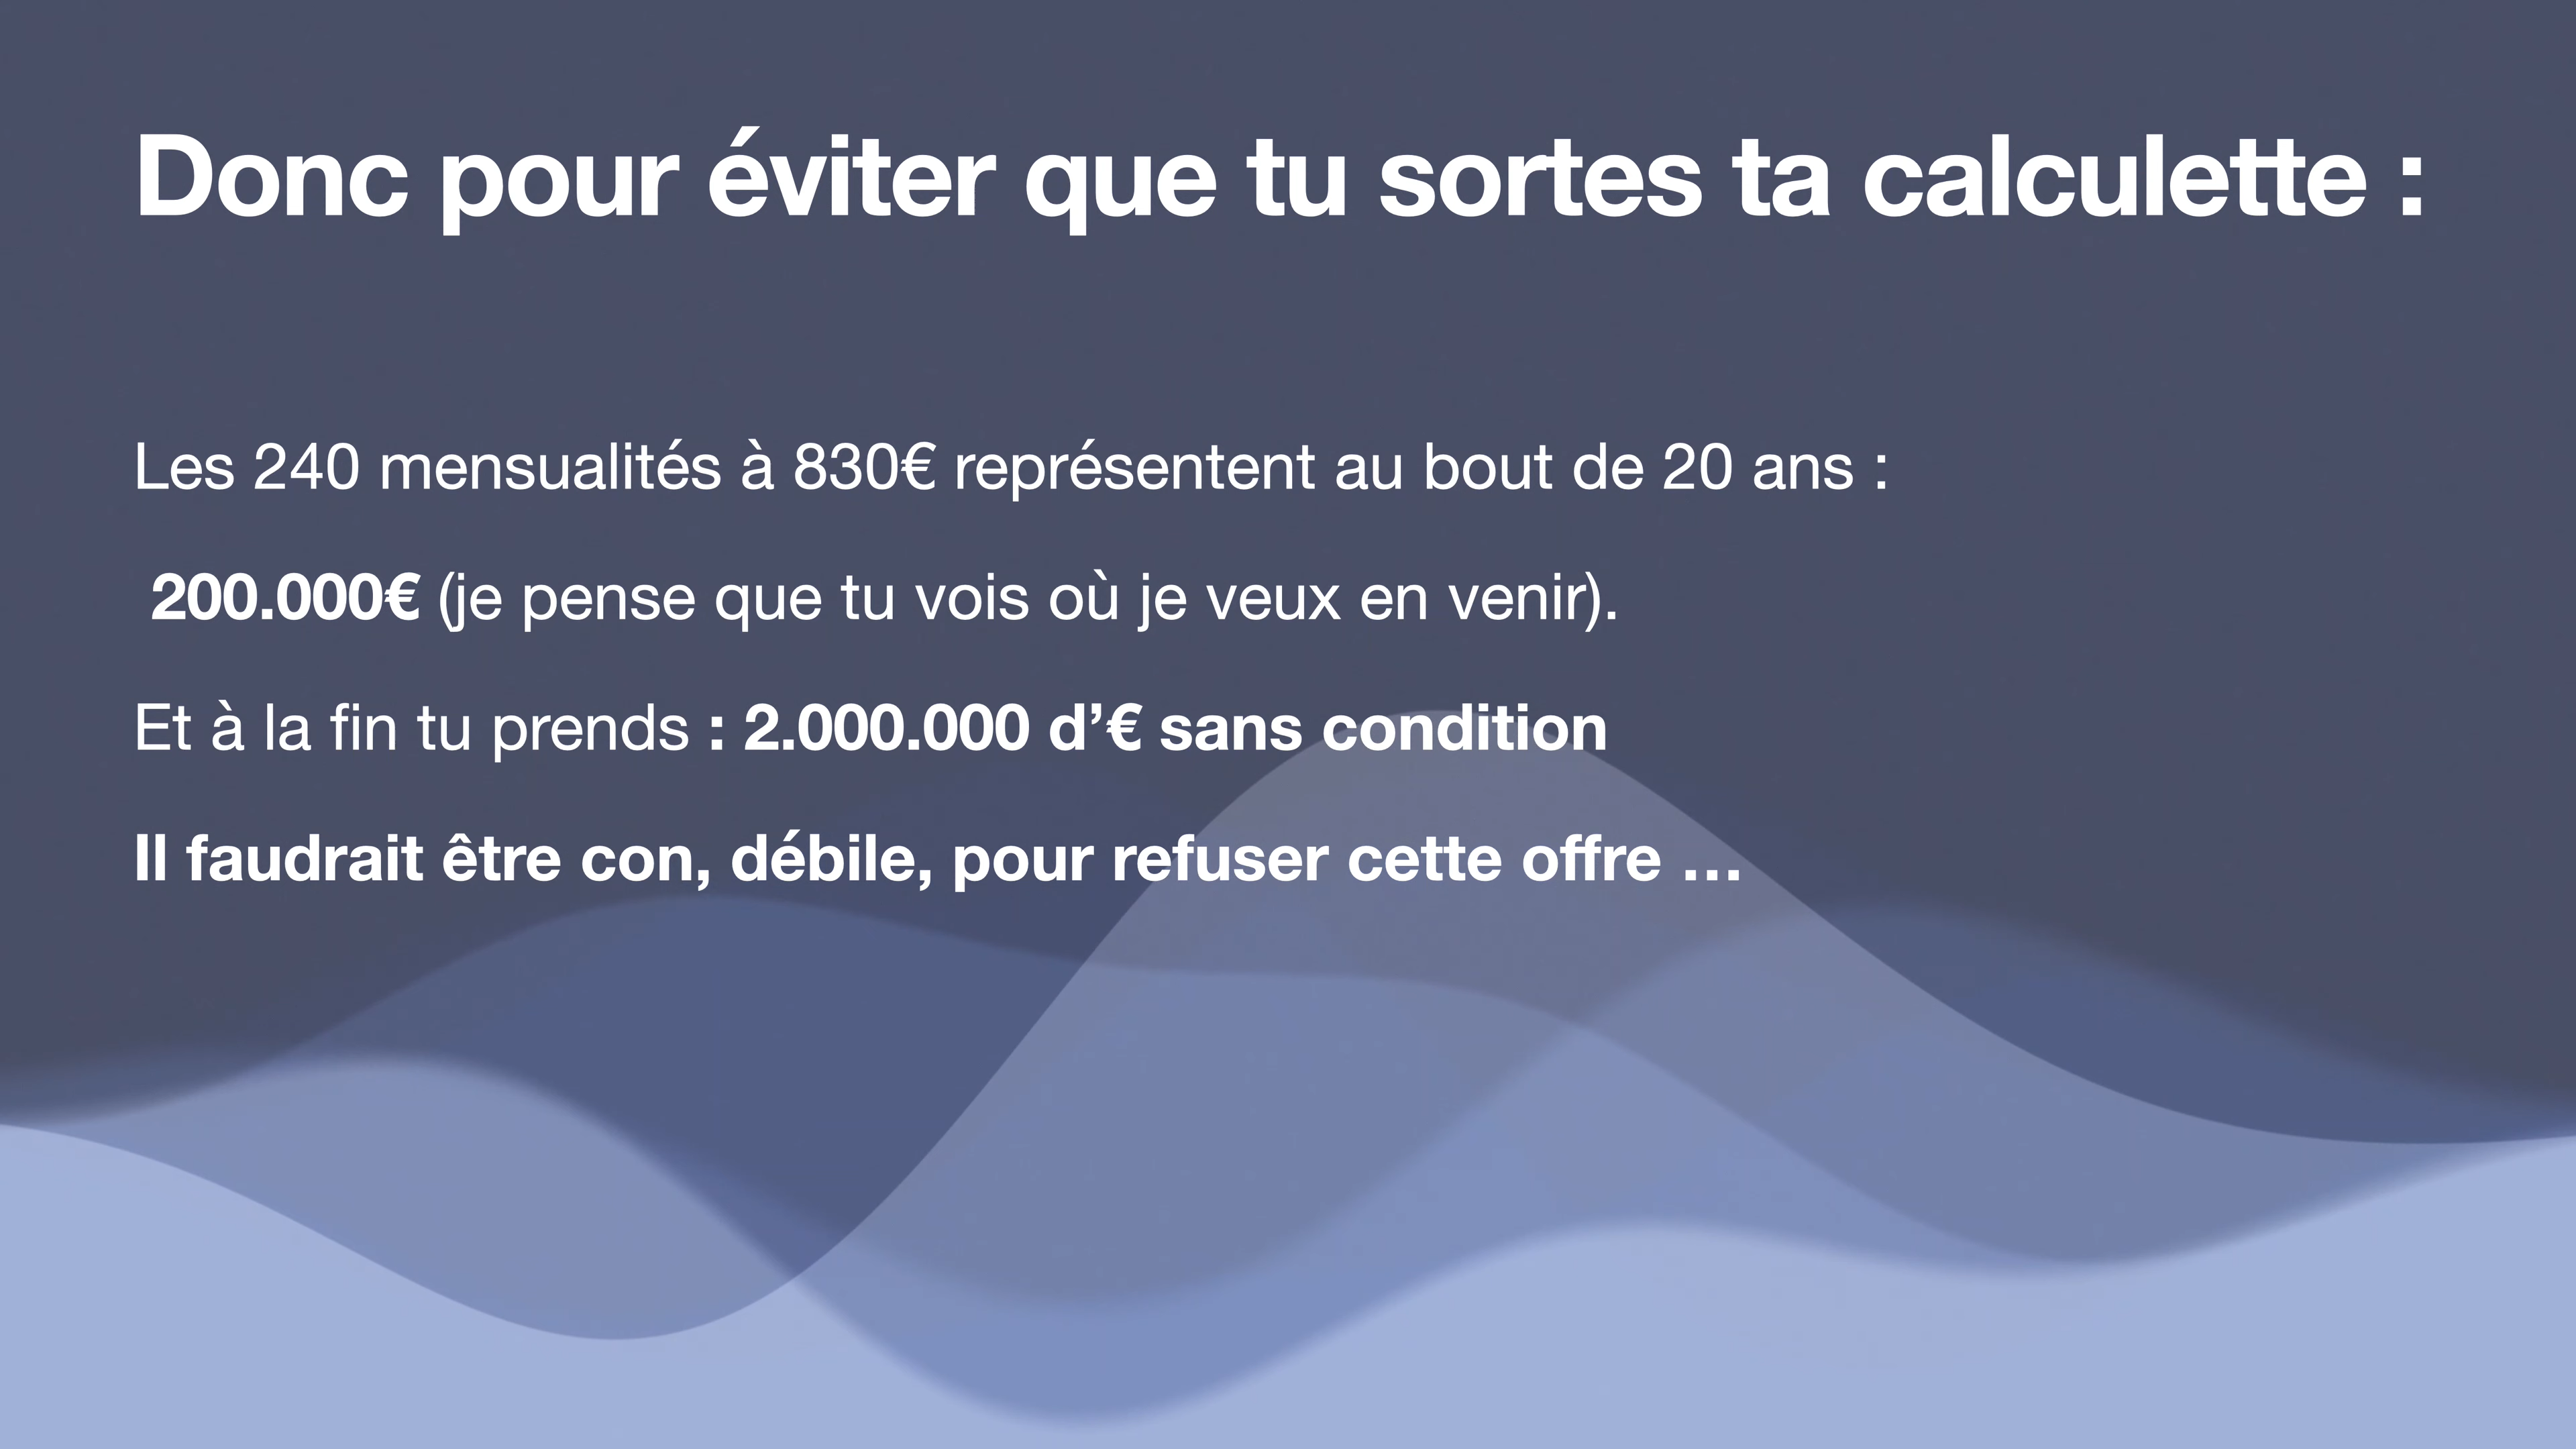 Donc pour éviter que tu sortes ta calculette :
Les 240 mensualités à 830€ représentent au bout de 20 ans :
200.000€ (je pense que tu vois où je veux en venir).
Et à la fin tu prends : 2.000.000 d’€ sans condition
Il faudrait être con, débile, pour refuser cette offre …